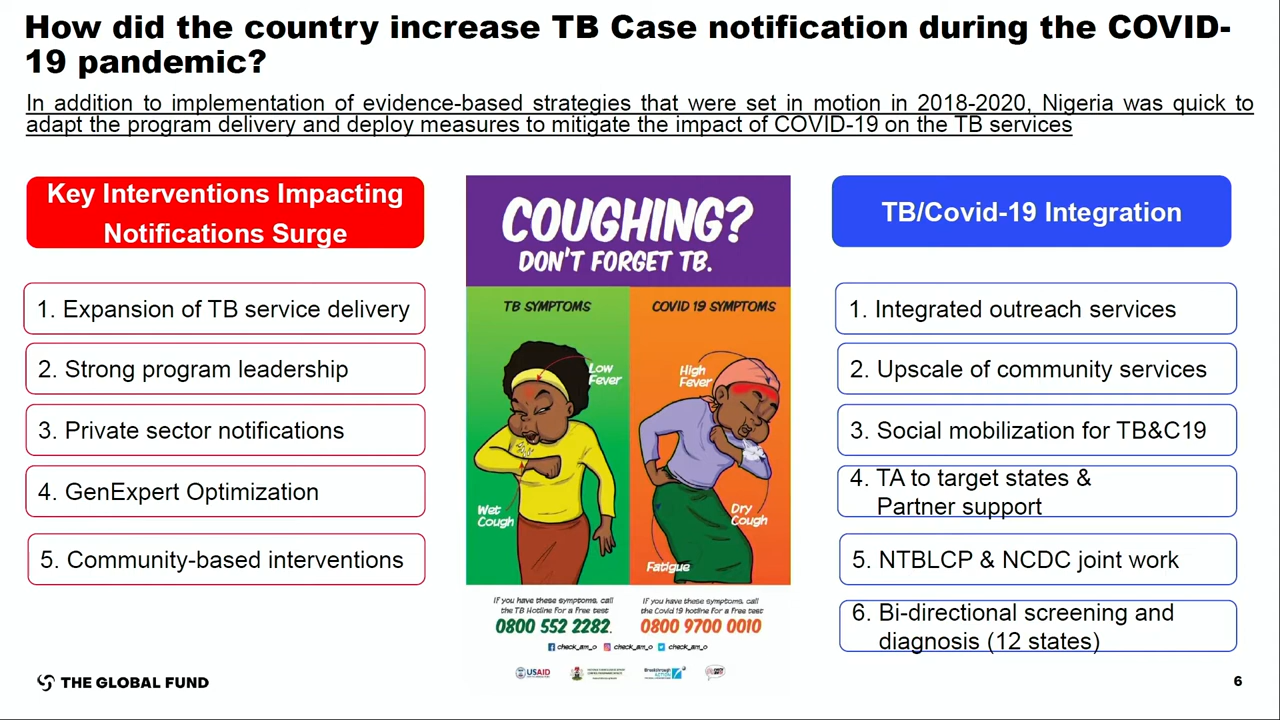 How did the country increase TB Case notification during the COVID-
19 pandemic?
In addition to implementation of evidence-based strategies that were set in motion in 2018-2020, Nigeria was quick to
adapt the program delivery and deploy measures to mitigate the impact of COVID-19 on the TB services
Key Interventions Impacting
Notifications Surge
1. Expansion of TB service delivery
2. Strong program leadership
3. Private sector notifications
4. GenExpert Optimization
5. Community-based interventions
COUGHING?
DON'T FORGET TB.
TB SYMPTOMS
Low
Fever
Wet
Cough
COVID 19 SYMPTOMS
High
Fever
Dry
Cough
Fatigue
If you have these symptoms, call
the TB Hotline for a free test
0800 552 2282.
If you have these symptoms, call
the Covid 19 hotline for a free test
0800 9700 0010
check_am_o
check_am_o
check_am_o
USAID
Breakthrough
ACTION
TB/Covid-19 Integration
1. Integrated outreach services
2. Upscale of community services
3. Social mobilization for TB&C19
4. TA to target states &
Partner support
5. NTBLCP & NCDC joint work
6. Bi-directional screening and
diagnosis (12 states)
THE GLOBAL FUND
6